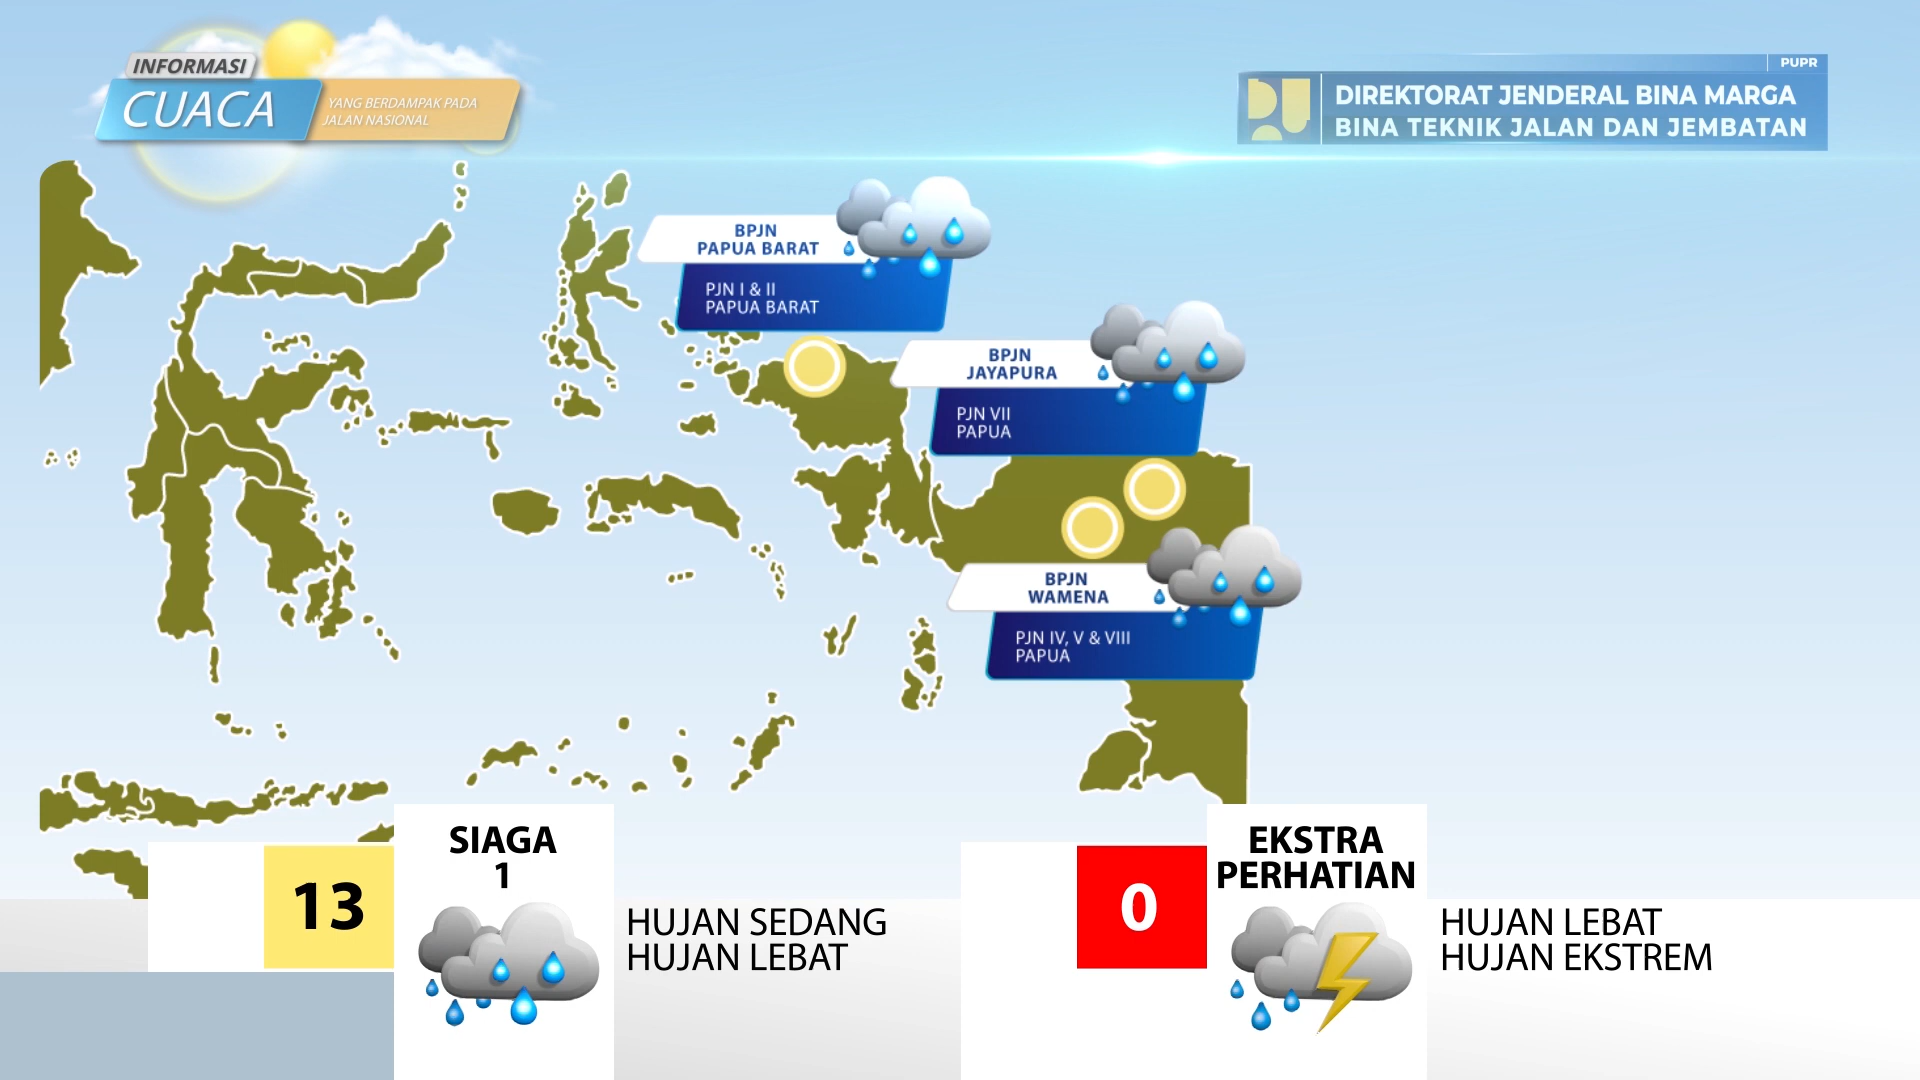 INFORMASI
CUACA
YANG BERDAMPAK PADA
JALAN NASIONAL
PUPR
DIREKTORAT JENDERAL BINA MARGA
BINA TEKNIK JALAN DAN JEMBATAN
BPJN
PAPUA BARAT
PJN I & II
PAPUA BARAT
BPJN
JAYAPURA
PJN VII
PAPUA
BPJN
WAMENA
PJN IV, V & VIII
PAPUA
13
SIAGA
1
HUJAN SEDANG
HUJAN LEBAT
0
EKSTRA
PERHATIAN
HUJAN LEBAT
HUJAN EKSTREM